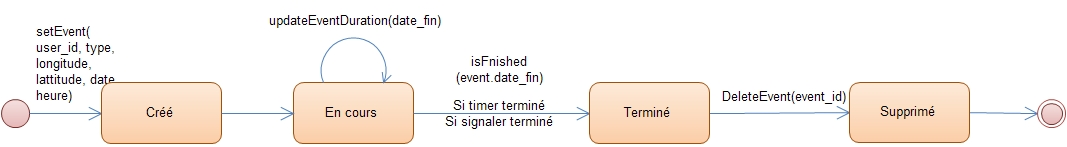 setEvent(
user_id, type,
longitude,
lattitude, date
heure)
Créé
updateEventDuration(date_fin)
En cours
isFnished
(event.date_fin)
Si timer terminé
Si signaler terminé
Terminé
DeleteEvent(event_id)
Supprimé